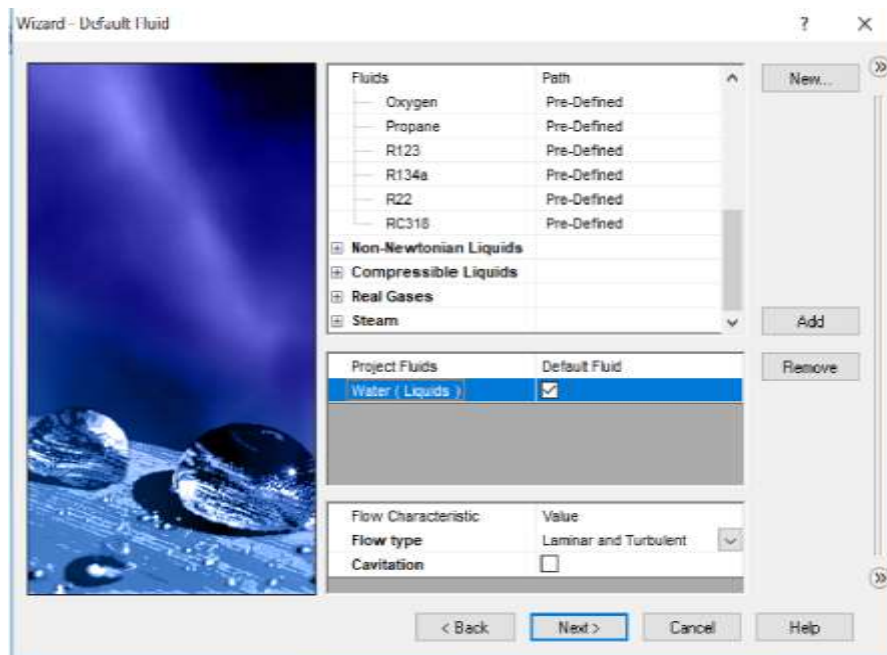 Wizard - Default Fluid ? ×
Fluids Path
Oxygen Pre-Defined
Propane Pre-Defined
R123 Pre-Defined
R134a Pre-Defined
R22 Pre-Defined
RC318 Pre-Defined
Non-Newtonian Liquids
Compressible Liquids
Real Gases
Steam
New...
Add
Project Fluids Default Fluid
Water ( Liquids )
Remove
Flow Characteristic Value
Flow type Laminar and Turbulent
Cavitation
< Back Next > Cancel Help